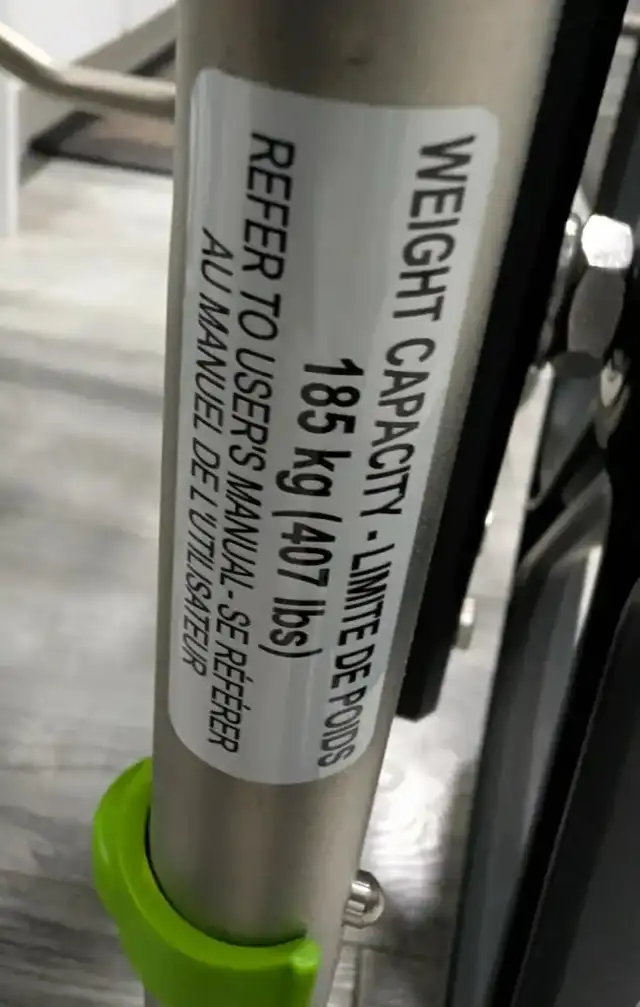 WEIGHT CAPACITY - LIMITE DE POIDS
185 kg (407 lbs)
REFER TO USER'S MANUAL - SE RÉFÉRER
AU MANUEL DE L'UTILISATEUR